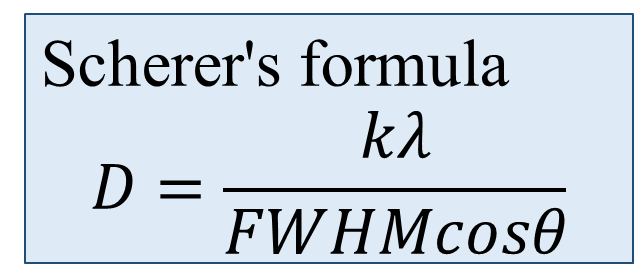 Scherer's formula
D = kλ / FWHMcosθ